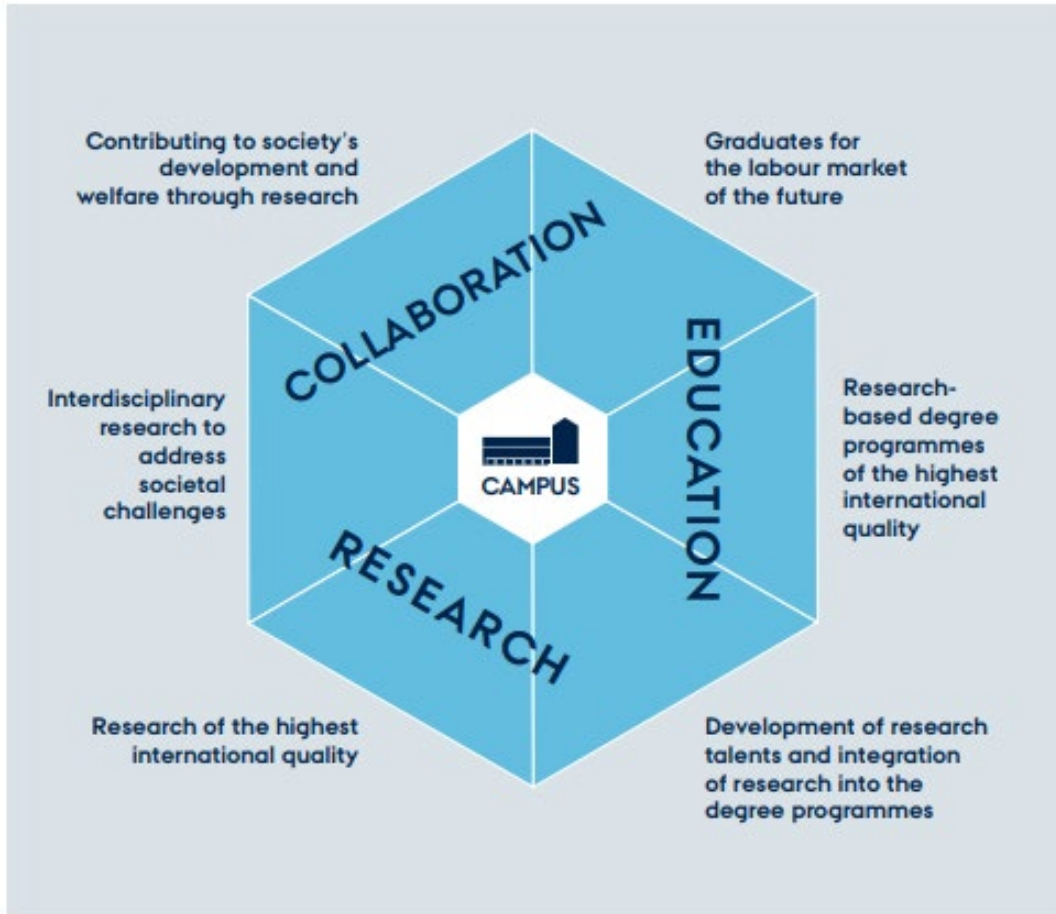 Contributing to society's
development and
welfare through research
Graduates for
the labour market
of the future
COLLABORATION
EDUCATION
Interdisciplinary
research to
address
societal
challenges
CAMPUS
Research-
based degree
programmes
of the highest
international
quality
RESEARCH
Research of the highest
international quality
Development of research
talents and integration
of research into the
degree programmes